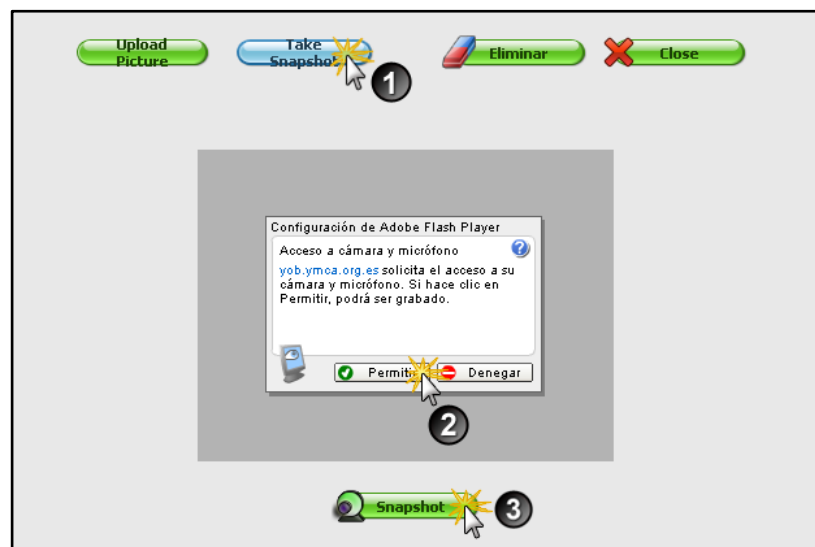 Upload
Picture
Take
Snapshot
Eliminar
Close
1
Configuración de Adobe Flash Player
Acceso a cámara y micrófono
?
yob.ymca.org.es solicita el acceso a su
cámara y micrófono. Si hace clic en
Permitir, podrá ser grabado.
Permitir
Denegar
2
Snapshot
3